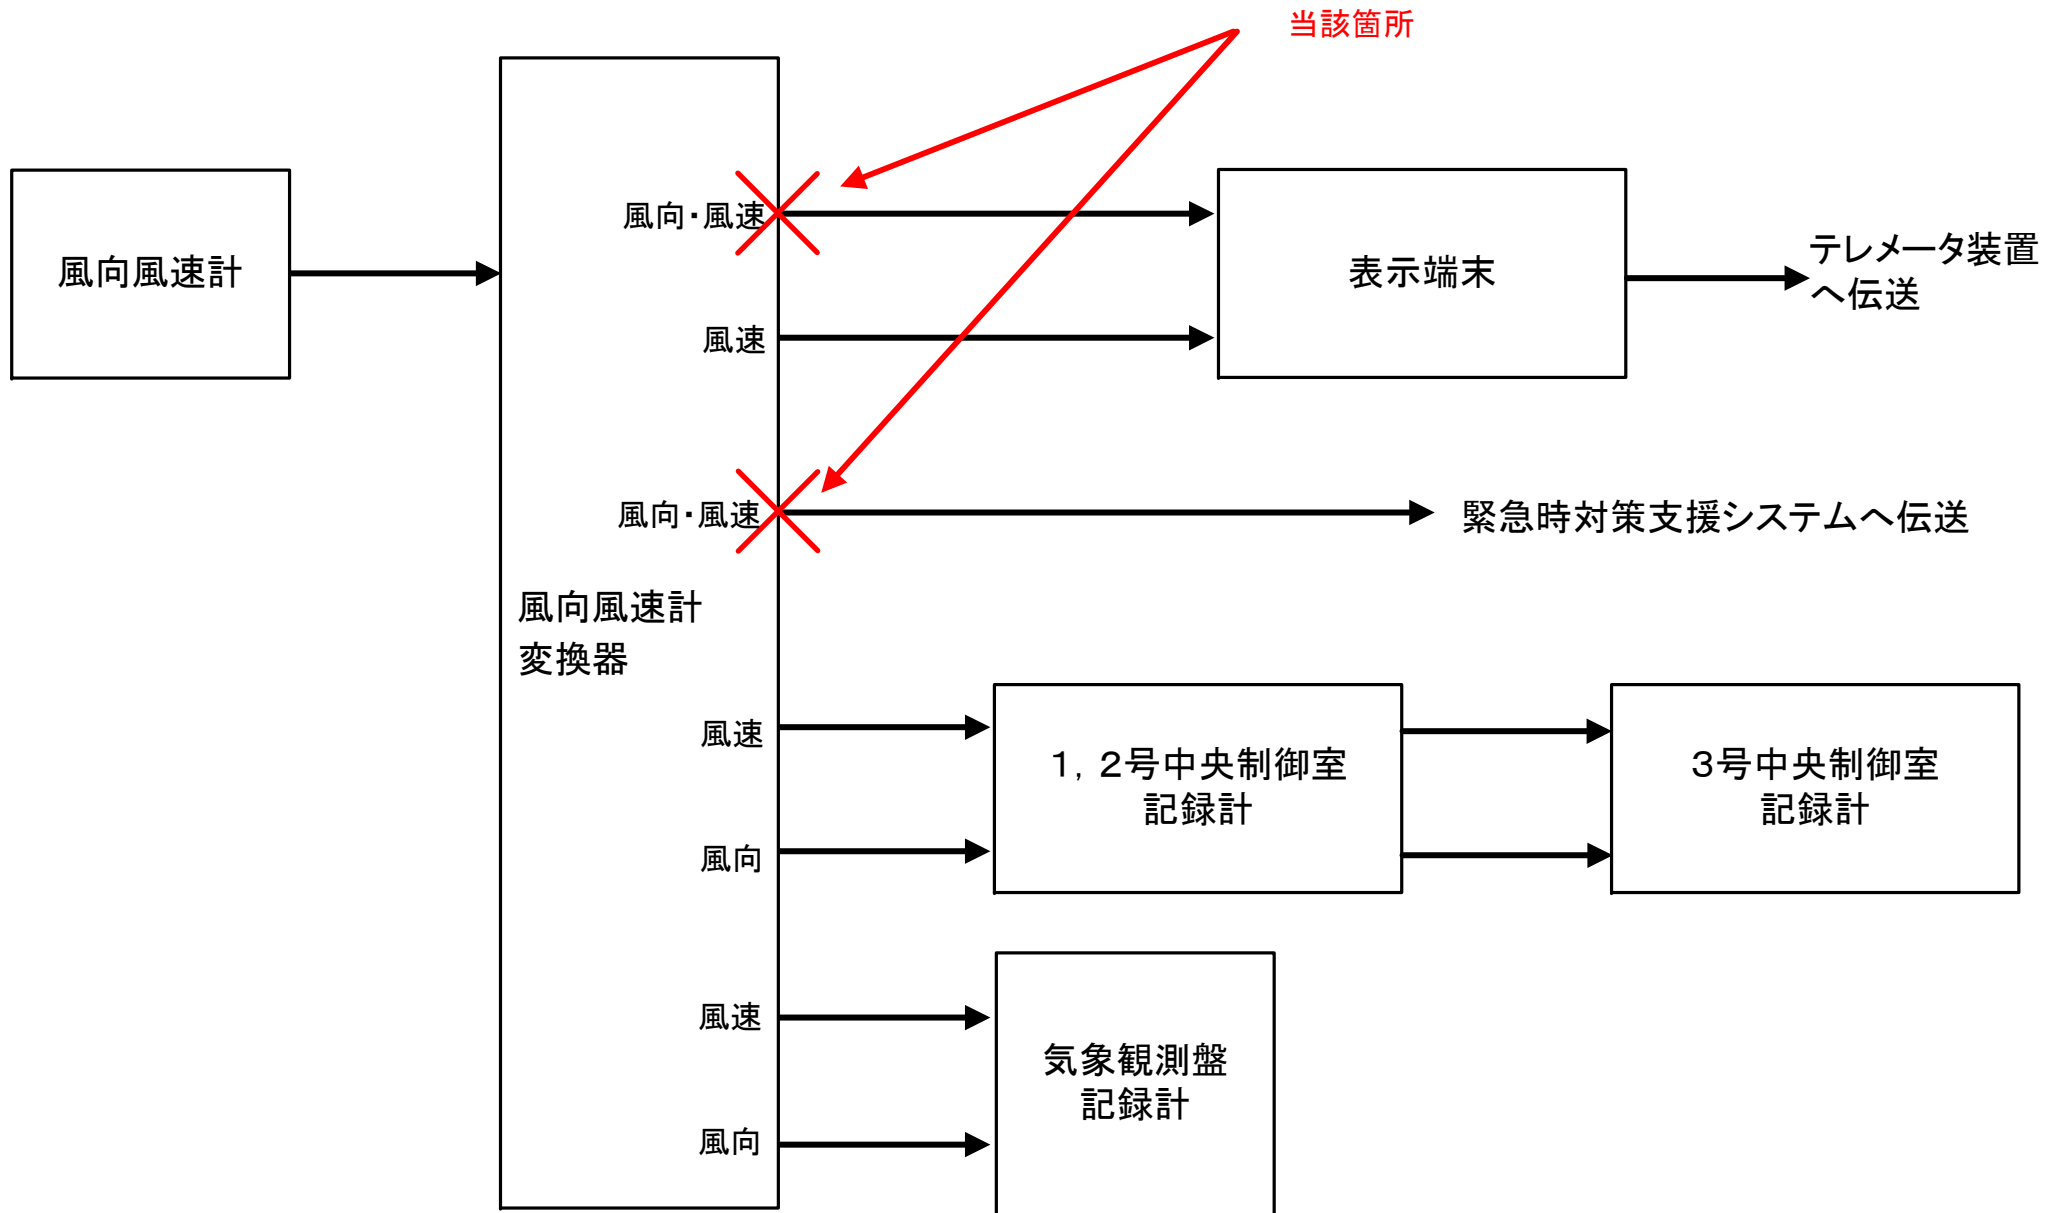 当該箇所
風向・風速
風向風速計
表示端末
テレメータ装置
へ伝送
風速
風向・風速
緊急時対策支援システムへ伝送
風向風速計
変換器
風速
1，2号中央制御室
記録計
3号中央制御室
記録計
風向
風速
気象観測盤
記録計
風向